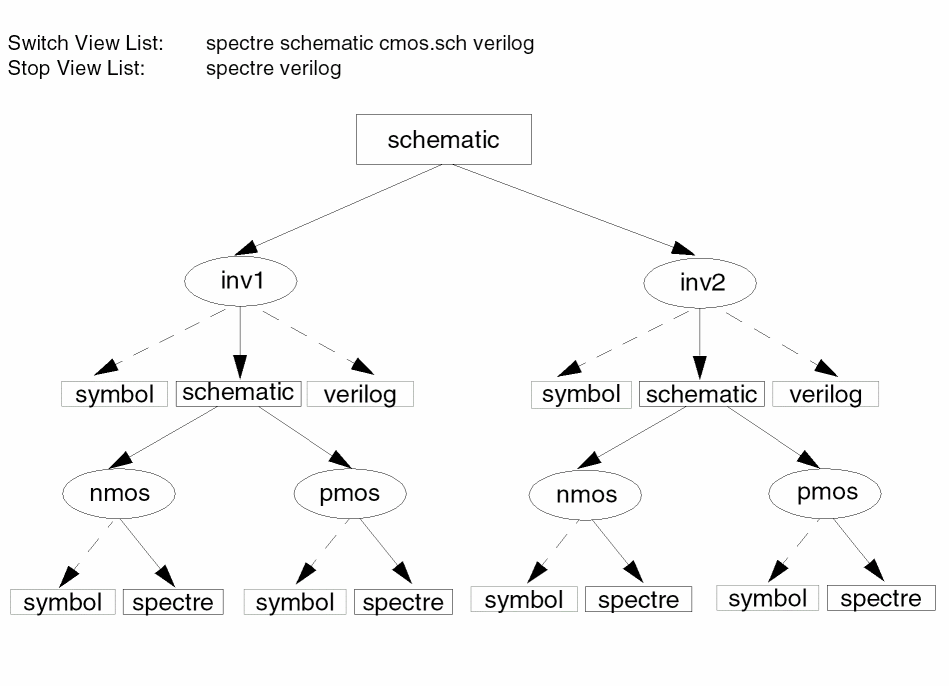 Switch View List: spectre schematic cmos.sch verilog
Stop View List: spectre verilog
schematic
inv1 inv2
symbol schematic verilog symbol schematic verilog
nmos pmos nmos pmos
symbol spectre symbol spectre symbol spectre symbol spectre